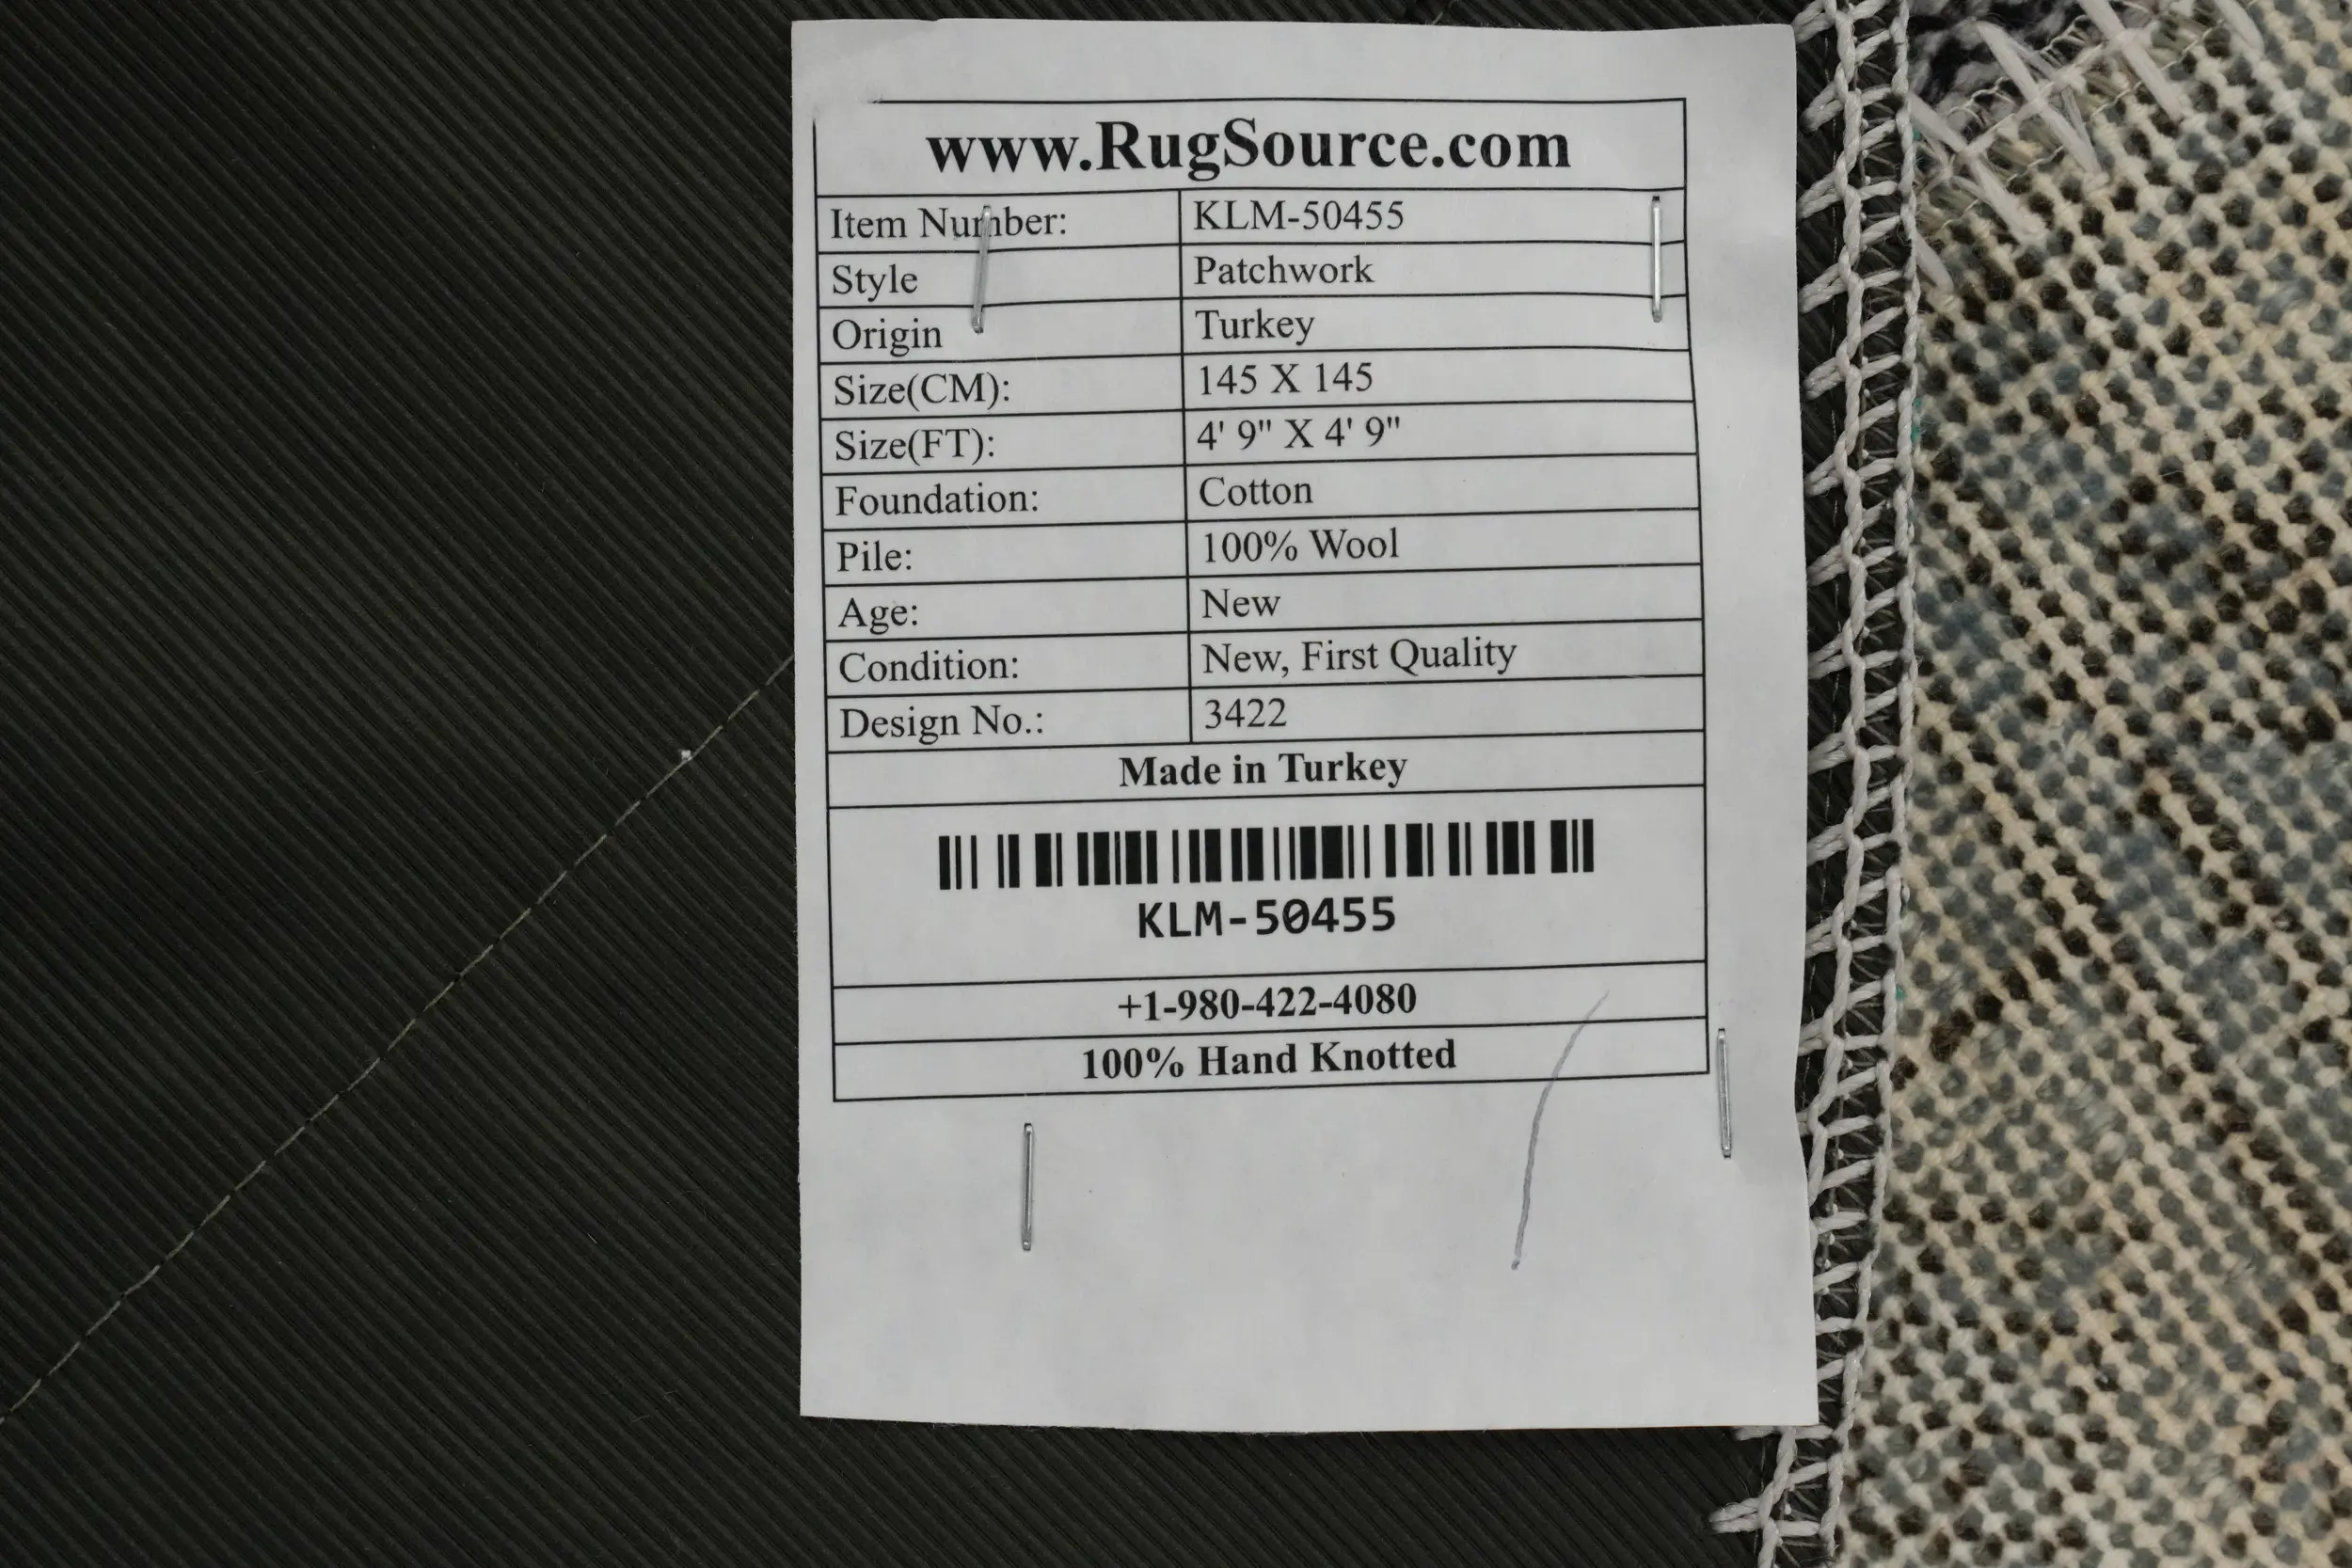 www.RugSource.com
Item Number: KLM-50455
Style Patchwork
Origin Turkey
Size(CM): 145 X 145
Size(FT): 4' 9" X 4' 9"
Foundation: Cotton
Pile: 100% Wool
Age: New
Condition: New, First Quality
Design No.: 3422
Made in Turkey
KLM-50455
+1-980-422-4080
100% Hand Knotted